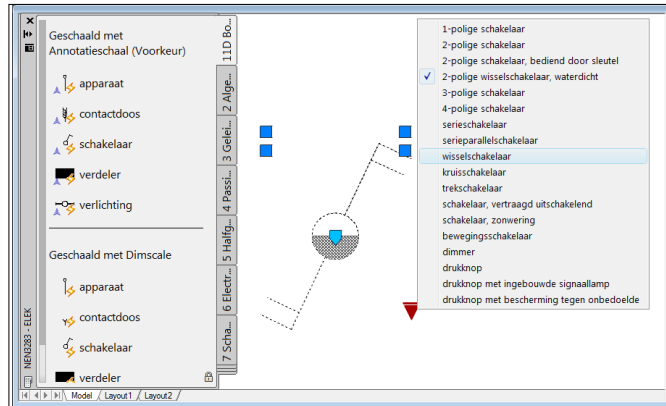 Geschaald met
Annotatieschaal (Voorkeur)
apparaat
contactdoos
schakelaar
verdeler
verlichting
Geschaald met Dimscale
apparaat
contactdoos
schakelaar
verdeler
11D Bo...
2 Alge...
3 Gelei...
4 Passi...
5 Halfg...
6 Electr...
7 Scha...
NEN3283 - ELEK
1-polige schakelaar
2-polige schakelaar
2-polige schakelaar, bediend door sleutel
2-polige wisselschakelaar, waterdicht
3-polige schakelaar
4-polige schakelaar
serieschakelaar
serieparallelschakelaar
wisselschakelaar
kruisschakelaar
trekschakelaar
schakelaar, vertraagd uitschakelend
schakelaar, zonwering
bewegingsschakelaar
dimmer
drukknop
drukknop met ingebouwde signaallamp
drukknop met bescherming tegen onbedoelde
Model / Layout1 / Layout2 /